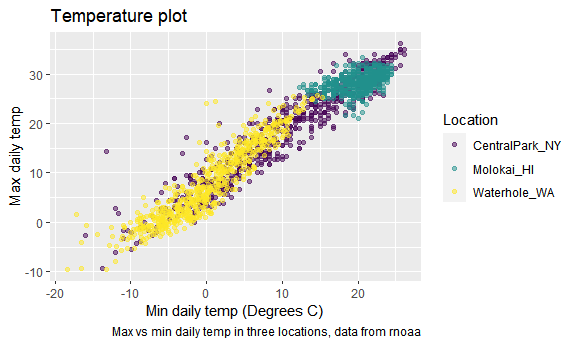 Temperature plot
Max daily temp
30
20
10
0
-10
-20
-10
0
10
20
Min daily temp (Degrees C)
Max vs min daily temp in three locations, data from rnoaa
Location
CentralPark_NY
Molokai_HI
Waterhole_WA